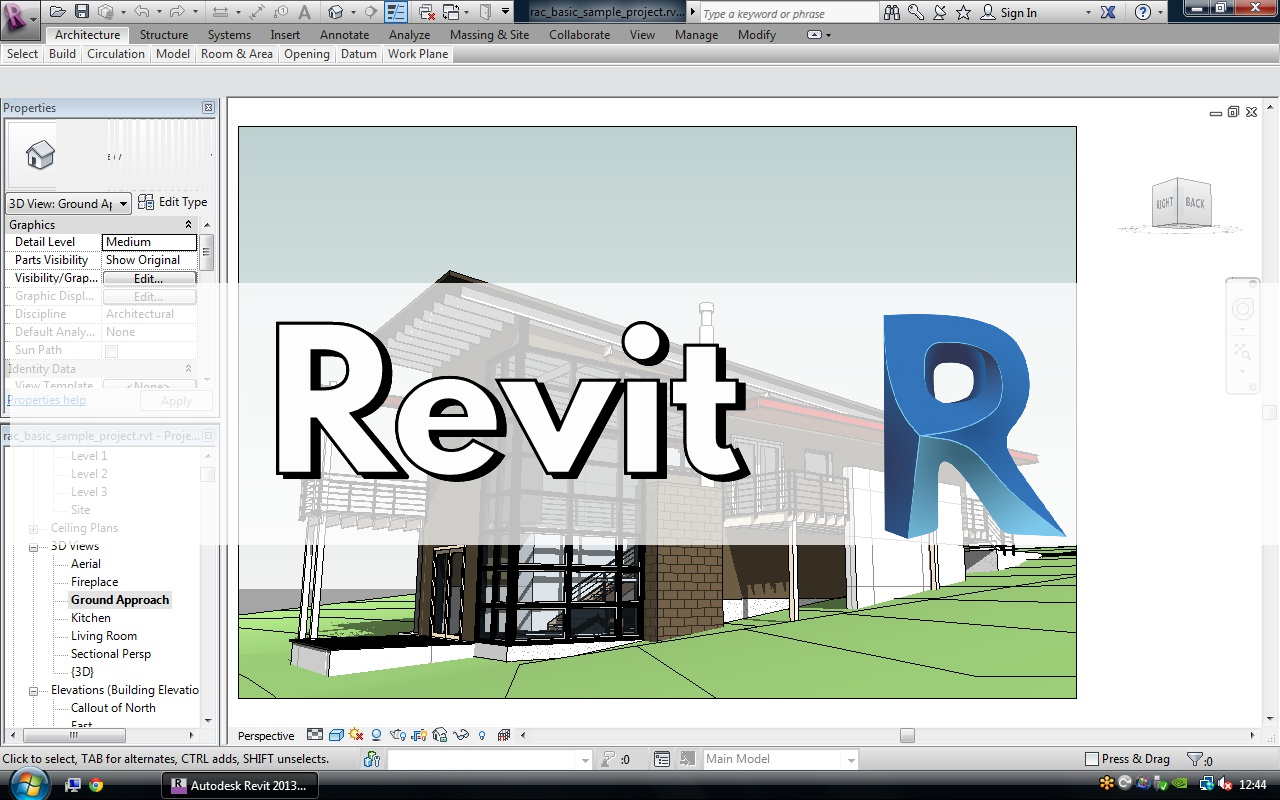 rac_basic_sample_project.rv...
Type a keyword or phrase
Sign In
Architecture Structure Systems Insert Annotate Analyze Massing & Site Collaborate View Manage Modify
Select Build Circulation Model Room & Area Opening Datum Work Plane
Properties
3D View: Ground Ap
Edit Type
Graphics
Detail Level Medium
Parts Visibility Show Original
Visibility/Grap... Edit...
Graphic Displ... Edit...
Discipline Architectural
Default Analy... None
Sun Path
Identity Data
View Template <None>
Properties help Apply
rac_basic_sample_project.rvt - Proje...
Level 1
Level 2
Level 3
Site
Ceiling Plans
3D Views
Aerial
Fireplace
Ground Approach
Kitchen
Living Room
Sectional Persp
{3D}
Elevations (Building Elevatio
Callout of North
East
RIGHT BACK
Revit R
Perspective
Click to select, TAB for alternates, CTRL adds, SHIFT unselects.
:0
Main Model
Press & Drag
:0
Autodesk Revit 2013...
12:44